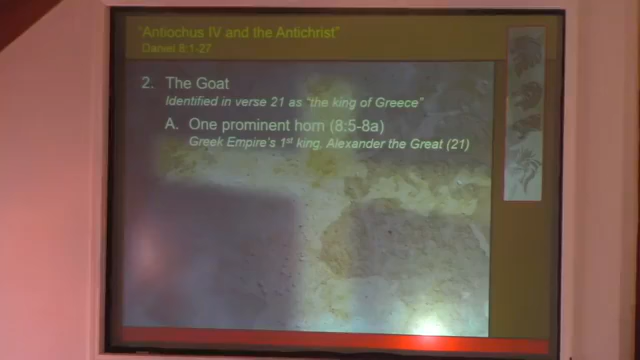 "Antiochus IV and the Antichrist"
Daniel 8:1-27
2. The Goat
Identified in verse 21 as "the king of Greece"
A. One prominent horn (8:5-8a)
Greek Empire's 1st king, Alexander the Great (21)